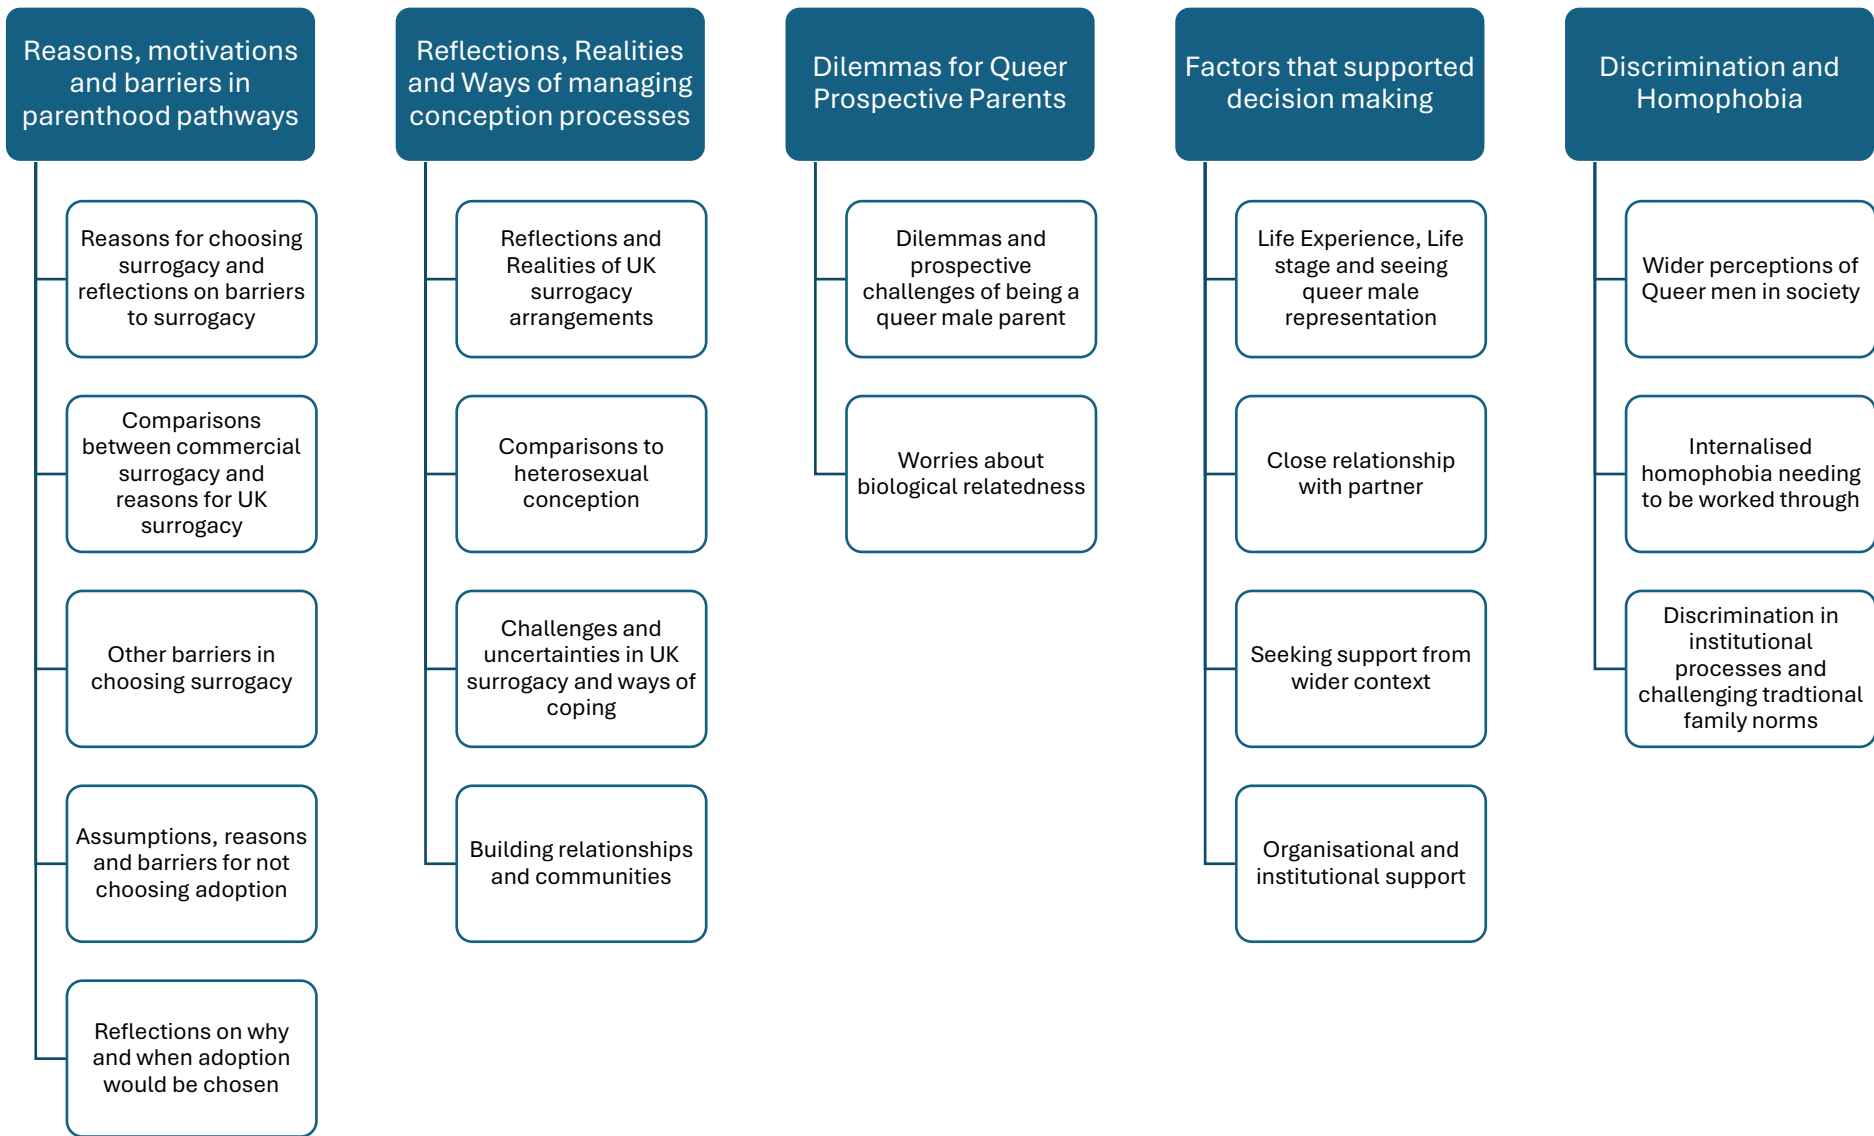 Reasons, motivations
and barriers in
parenthood pathways
Reasons for choosing
surrogacy and
reflections on barriers
to surrogacy
Comparisons
between commercial
surrogacy and
reasons for UK
surrogacy
Other barriers in
choosing surrogacy
Assumptions, reasons
and barriers for not
choosing adoption
Reflections on why
and when adoption
would be chosen
Reflections, Realities
and Ways of managing
conception processes
Reflections and
Realities of UK
surrogacy
arrangements
Comparisons to
heterosexual
conception
Challenges and
uncertainties in UK
surrogacy and ways of
coping
Building relationships
and communities
Dilemmas for Queer
Prospective Parents
Dilemmas and
prospective
challenges of being a
queer male parent
Worries about
biological relatedness
Factors that supported
decision making
Life Experience, Life
stage and seeing
queer male
representation
Close relationship
with partner
Seeking support from
wider context
Organisational and
institutional support
Discrimination and
Homophobia
Wider perceptions of
Queer men in society
Internalised
homophobia needing
to be worked through
Discrimination in
institutional
processes and
challenging tradtional
family norms